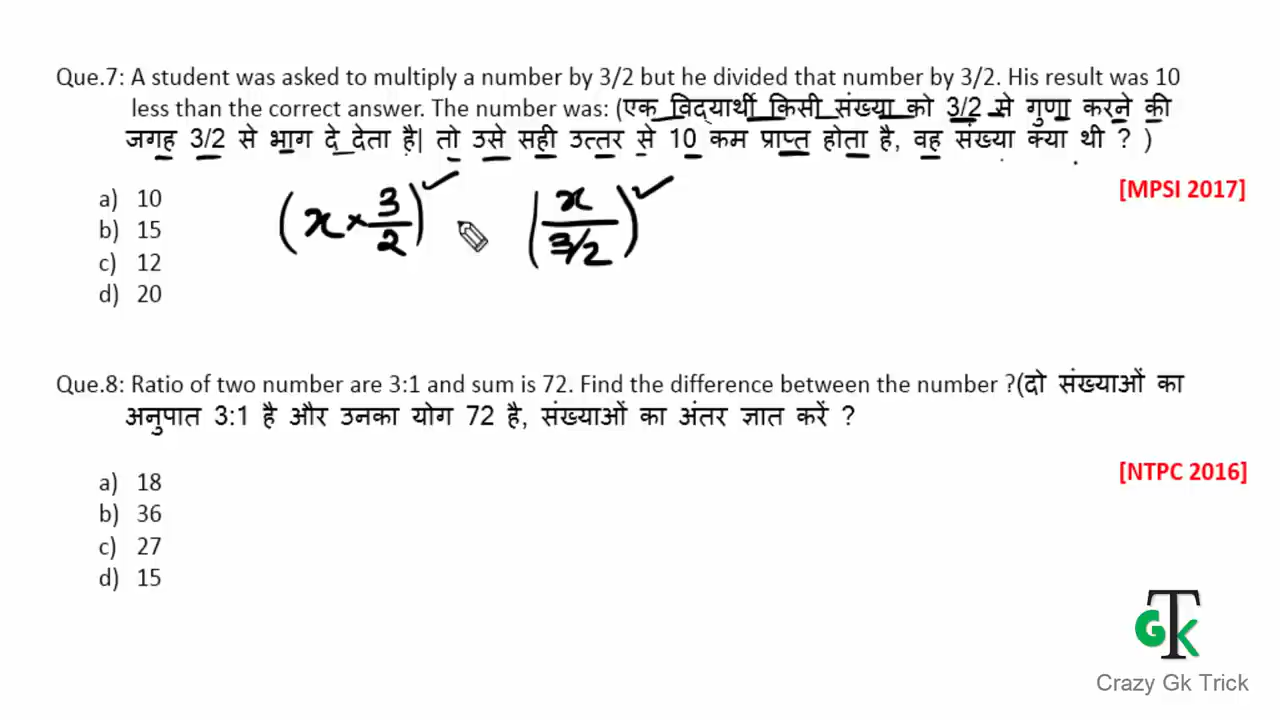 Que.7: A student was asked to multiply a number by 3/2 but he divided that number by 3/2. His result was 10
less than the correct answer. The number was: (एक विद्यार्थी किसी संख्या को 3/2 से गुणा करने की
जगह 3/2 से भाग दे देता है| तो उसे सही उत्तर से 10 कम प्राप्त होता है, वह संख्या क्या थी ? )
[MPSI 2017]
a) 10
b) 15
c) 12
d) 20
(x × 3/2) ✓ (x / 3/2) ✓
Que.8: Ratio of two number are 3:1 and sum is 72. Find the difference between the number ?(दो संख्याओं का
अनुपात 3:1 है और उनका योग 72 है, संख्याओं का अंतर ज्ञात करें ?
[NTPC 2016]
a) 18
b) 36
c) 27
d) 15
GTK
Crazy Gk Trick